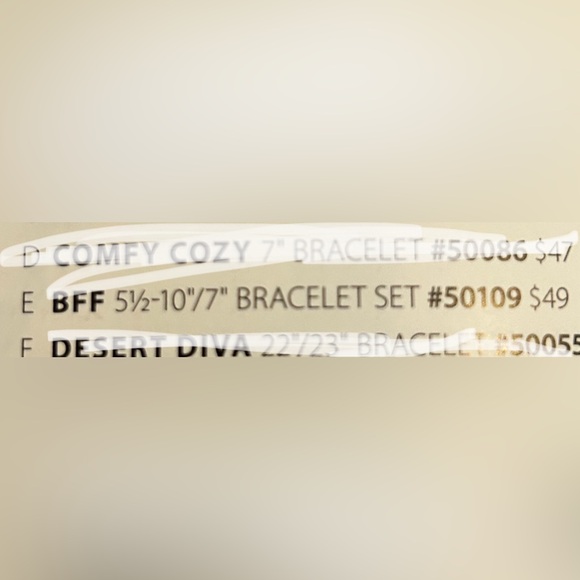 D COMFY COZY 7" BRACELET #50086 $47
E BFF 5½-10"/7" BRACELET SET #50109 $49
F DESERT DIVA 22"/23" BRACELET #50055